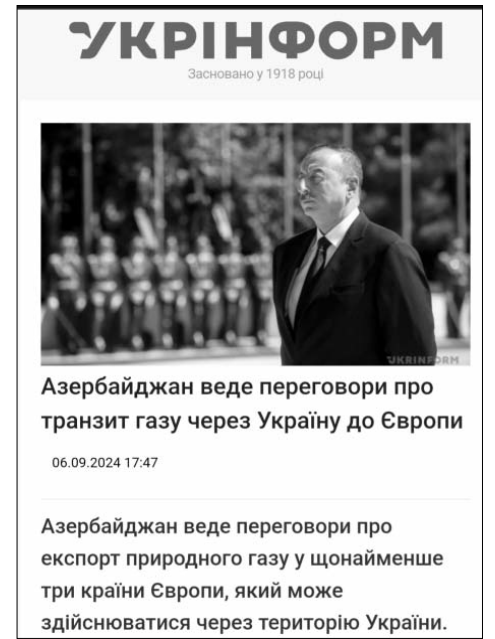 УКРІНФОРМ
Засновано у 1918 році
UKRINFORM
Азербайджан веде переговори про
транзит газу через Україну до Європи
06.09.2024 17:47
Азербайджан веде переговори про
експорт природного газу у щонайменше
три країни Європи, який може
здійснюватися через територію України.